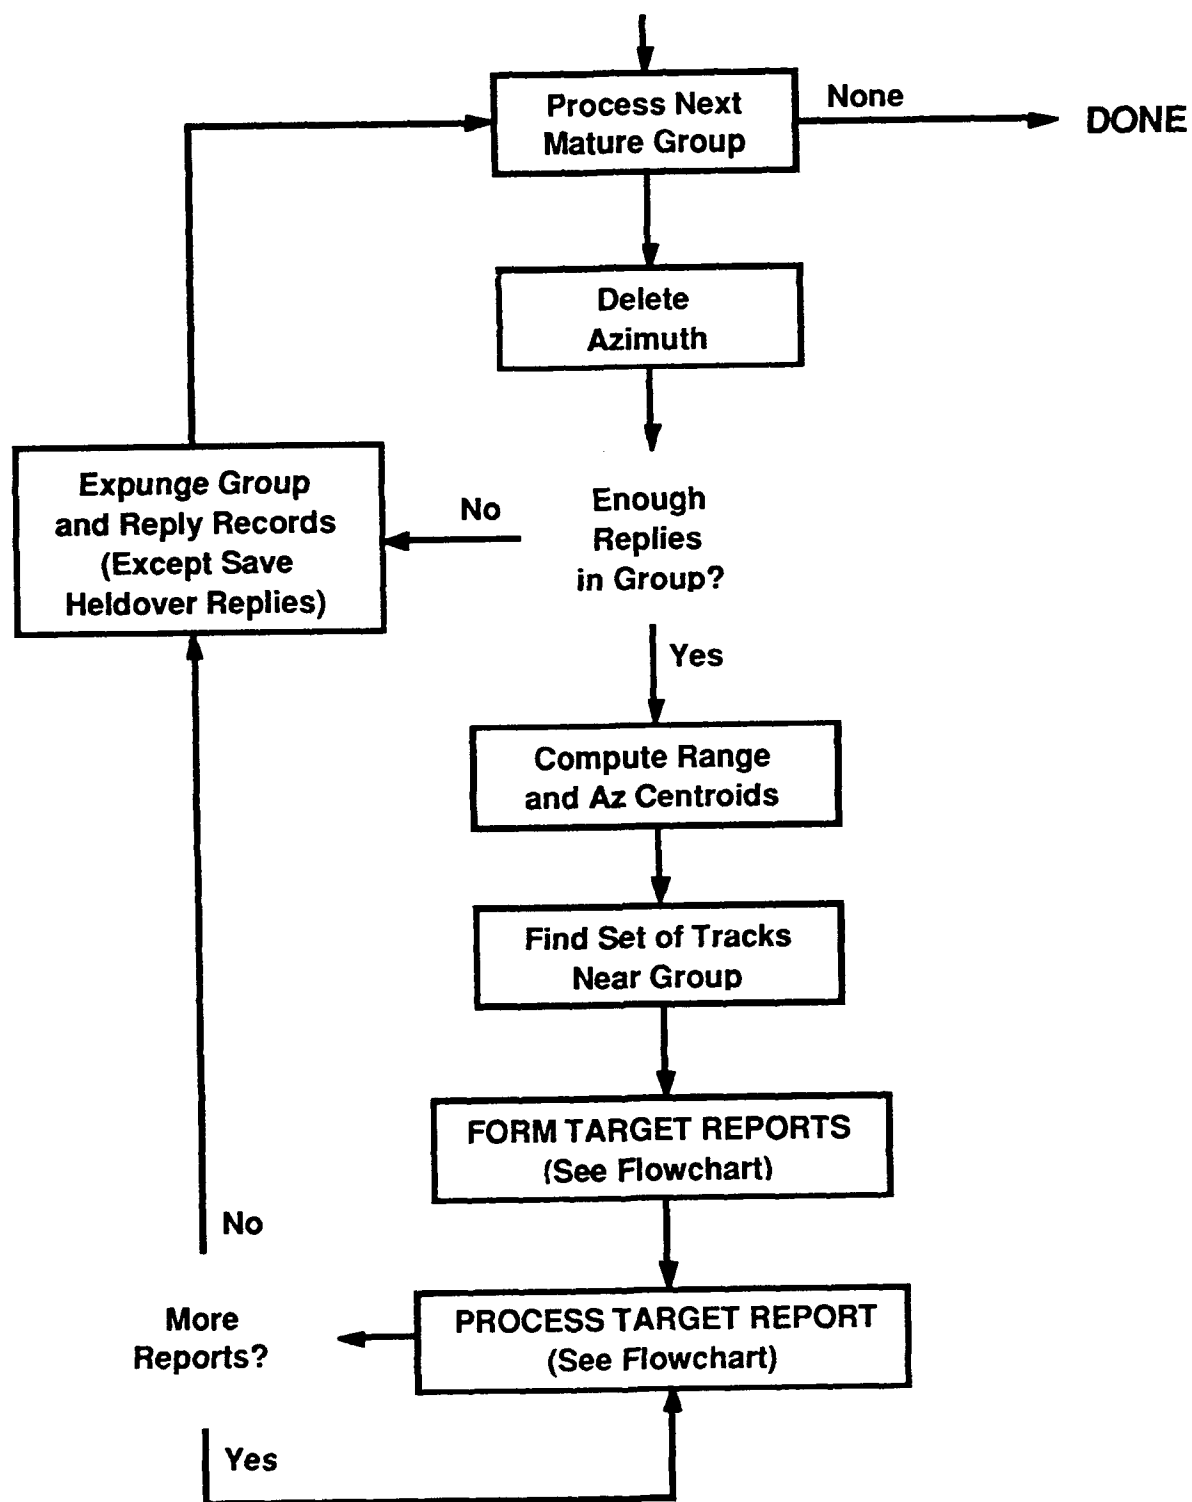 Process Next
Mature Group
None
DONE
Delete
Azimuth
Enough
Replies
in Group?
No
Expunge Group
and Reply Records
(Except Save
Heldover Replies)
Yes
Compute Range
and Az Centroids
Find Set of Tracks
Near Group
FORM TARGET REPORTS
(See Flowchart)
PROCESS TARGET REPORT
(See Flowchart)
More
Reports?
No
Yes